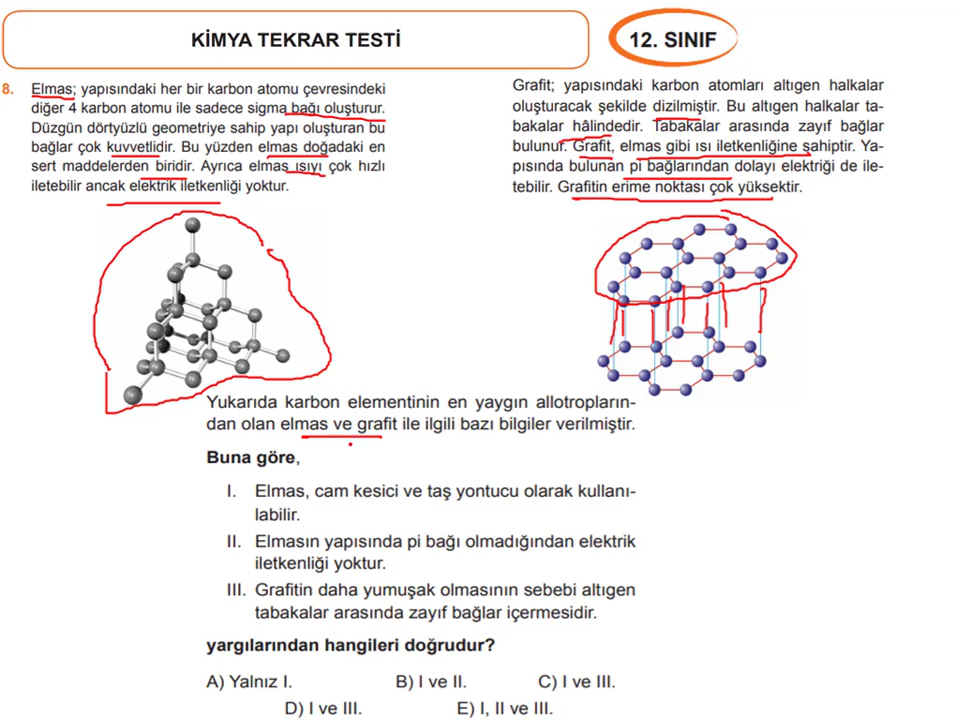 KİMYA TEKRAR TESTİ
12. SINIF
8. Elmas; yapısındaki her bir karbon atomu çevresindeki
diğer 4 karbon atomu ile sadece sigma bağı oluşturur.
Düzgün dörtyüzlü geometriye sahip yapı oluşturan bu
bağlar çok kuvvetlidir. Bu yüzden elmas doğadaki en
sert maddelerden biridir. Ayrıca elmas ısıyı çok hızlı
iletebilir ancak elektrik iletkenliği yoktur.
Grafit; yapısındaki karbon atomları altıgen halkalar
oluşturacak şekilde dizilmiştir. Bu altıgen halkalar ta-
bakalar hâlindedir. Tabakalar arasında zayıf bağlar
bulunur. Grafit, elmas gibi ısı iletkenliğine sahiptir. Ya-
pısında bulunan pi bağlarından dolayı elektriği de ile-
tebilir. Grafitin erime noktası çok yüksektir.
Yukarıda karbon elementinin en yaygın allotropların-
dan olan elmas ve grafit ile ilgili bazı bilgiler verilmiştir.
Buna göre,
I. Elmas, cam kesici ve taş yontucu olarak kullanı-
labilir.
II. Elmasın yapısında pi bağı olmadığından elektrik
iletkenliği yoktur.
III. Grafitin daha yumuşak olmasının sebebi altıgen
tabakalar arasında zayıf bağlar içermesidir.
yargılarından hangileri doğrudur?
A) Yalnız I. B) I ve II. C) I ve III.
D) I ve III. E) I, II ve III.